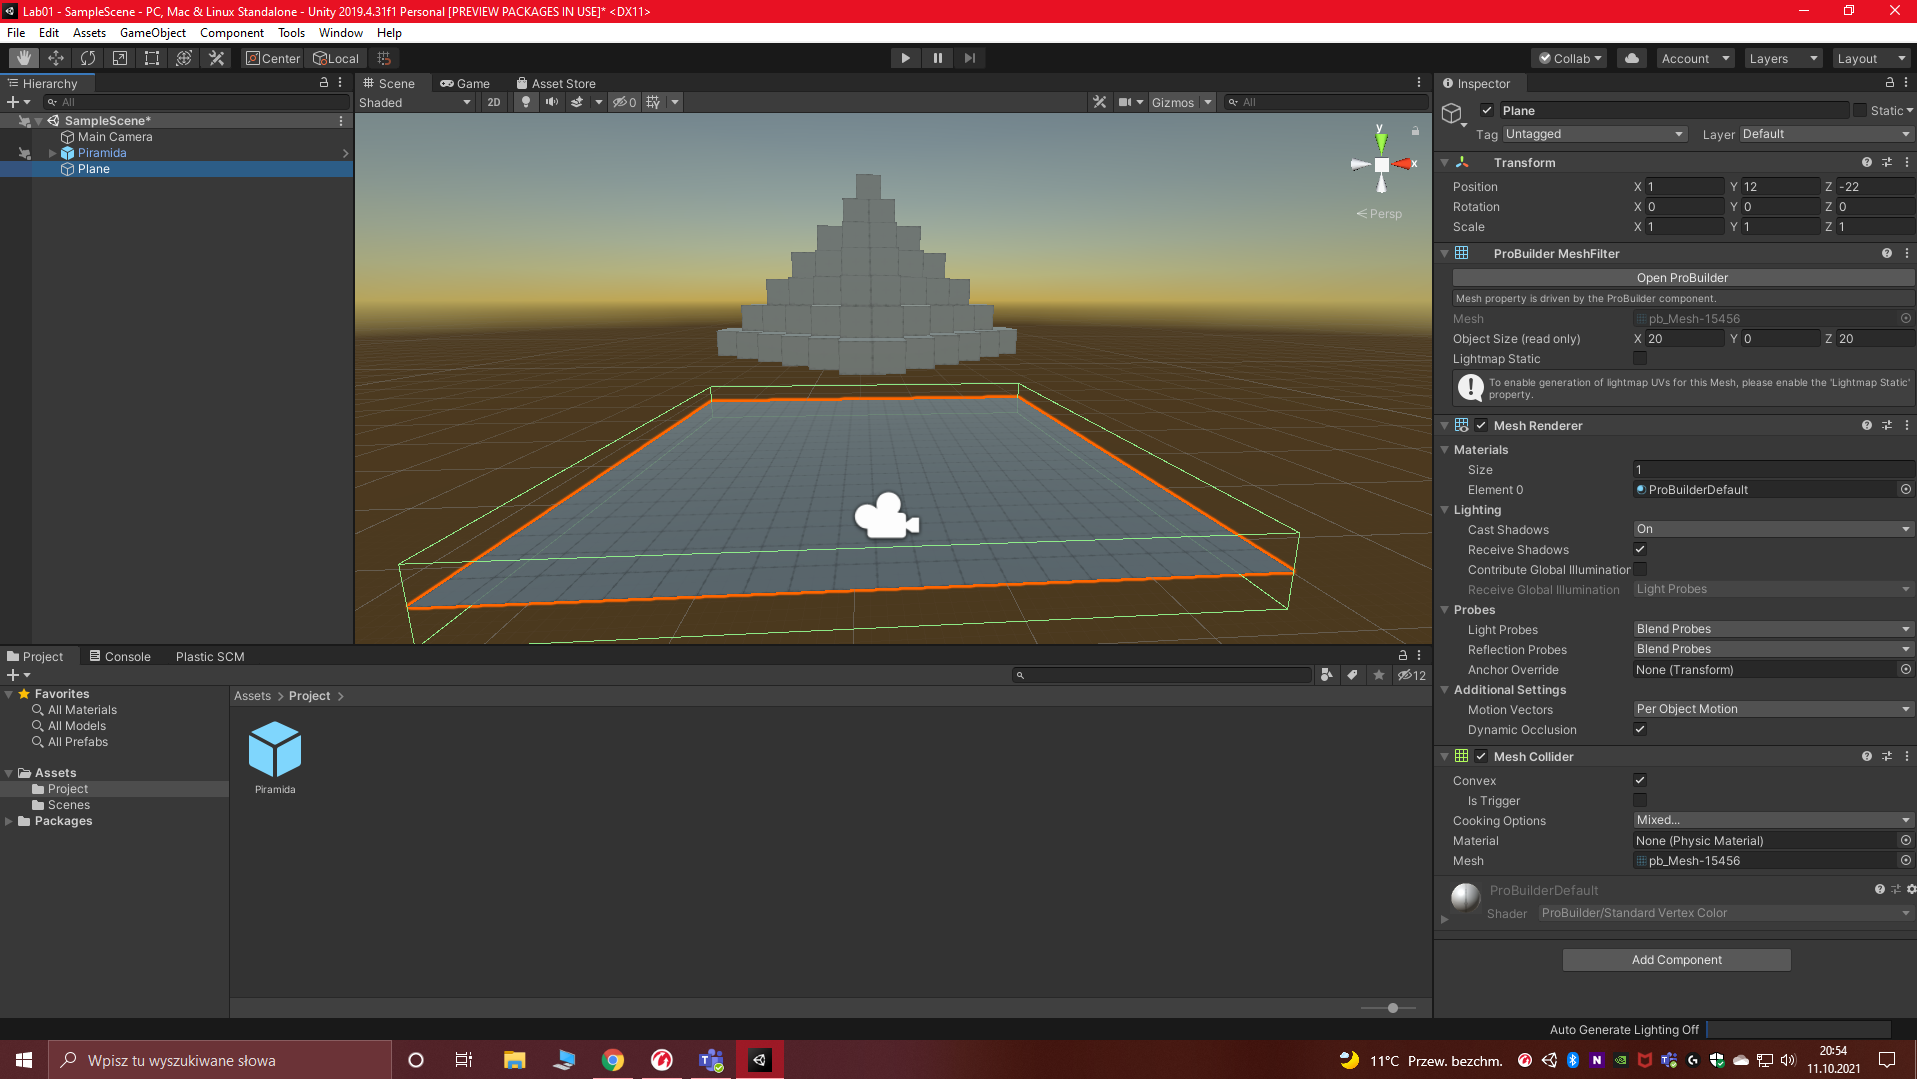 Lab01 - SampleScene - PC, Mac & Linux Standalone - Unity 2019.4.31f1 Personal [PREVIEW PACKAGES IN USE]* <DX11>
File Edit Assets GameObject Component Tools Window Help
Center Local Collab Account Layers Layout
Hierarchy
All
SampleScene*
Main Camera
Piramida
Plane
Scene Game Asset Store
Shaded 2D 0 Gizmos All
y
x
Persp
Project Console Plastic SCM
12
Favorites
All Materials
All Models
All Prefabs
Assets
Project
Scenes
Packages
Assets > Project >
Piramida
Inspector
Plane Static
Tag Untagged Layer Default
Transform
Position X 1 Y 12 Z -22
Rotation X 0 Y 0 Z 0
Scale X 1 Y 1 Z 1
ProBuilder MeshFilter
Open ProBuilder
Mesh property is driven by the ProBuilder component.
Mesh pb_Mesh-15456
Object Size (read only) X 20 Y 0 Z 20
Lightmap Static
To enable generation of lightmap UVs for this Mesh, please enable the 'Lightmap Static'
property.
Mesh Renderer
Materials
Size 1
Element 0 ProBuilderDefault
Lighting
Cast Shadows On
Receive Shadows
Contribute Global Illumination
Receive Global Illumination Light Probes
Probes
Light Probes Blend Probes
Reflection Probes Blend Probes
Anchor Override None (Transform)
Additional Settings
Motion Vectors Per Object Motion
Dynamic Occlusion
Mesh Collider
Convex
Is Trigger
Cooking Options Mixed...
Material None (Physic Material)
Mesh pb_Mesh-15456
ProBuilderDefault
Shader ProBuilder/Standard Vertex Color
Add Component
Auto Generate Lighting Off
Wpisz tu wyszukiwane słowa
11°C Przew. bezchm.
20:54
11.10.2021